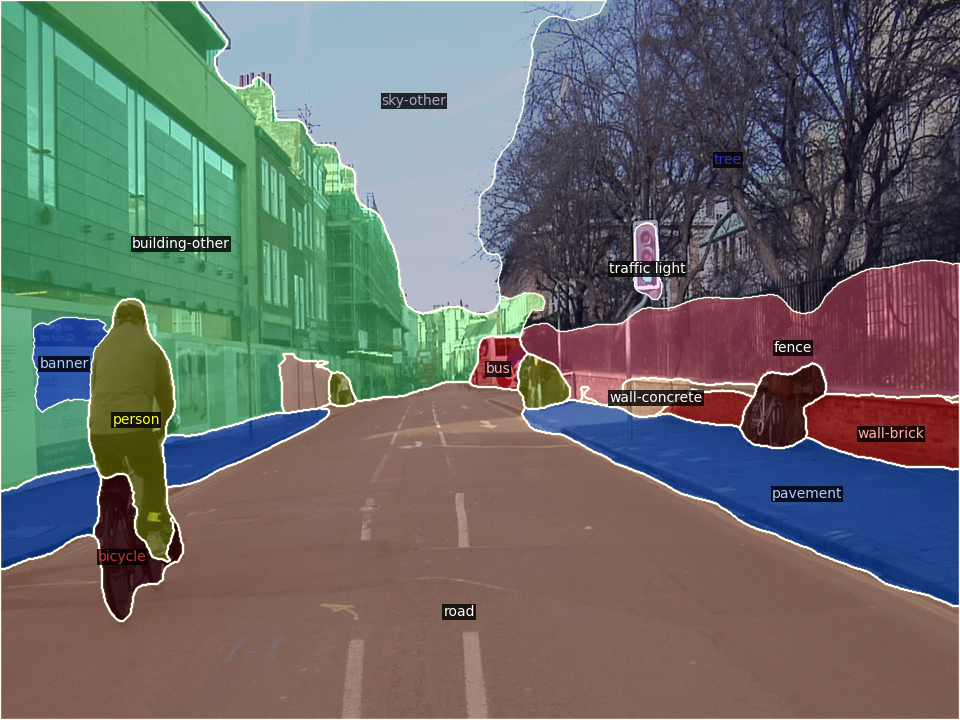 sky-other
tree
building-other
traffic light
fence
banner
bus
wall-concrete
person
wall-brick
pavement
bicycle
road